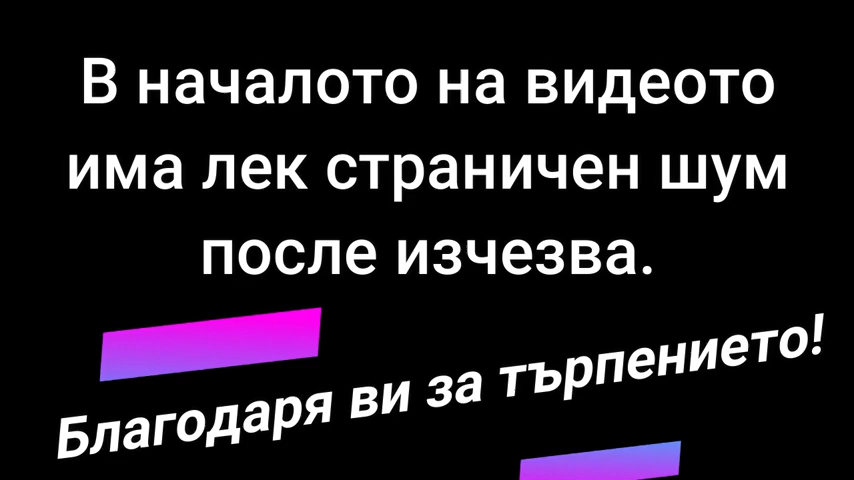 В началото на видеото
има лек страничен шум
после изчезва.
Благодаря ви за търпението!